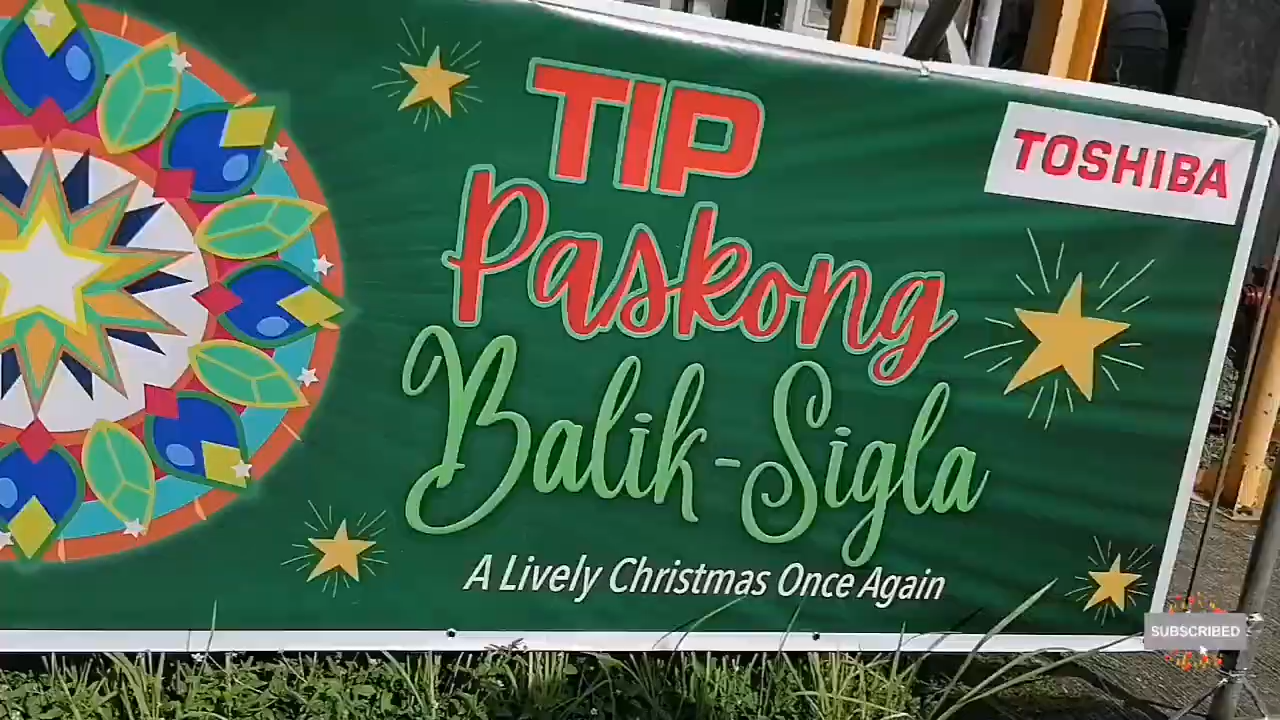 TIP
TOSHIBA
Paskong
Balik-Sigla
A Lively Christmas Once Again
SUBSCRIBED